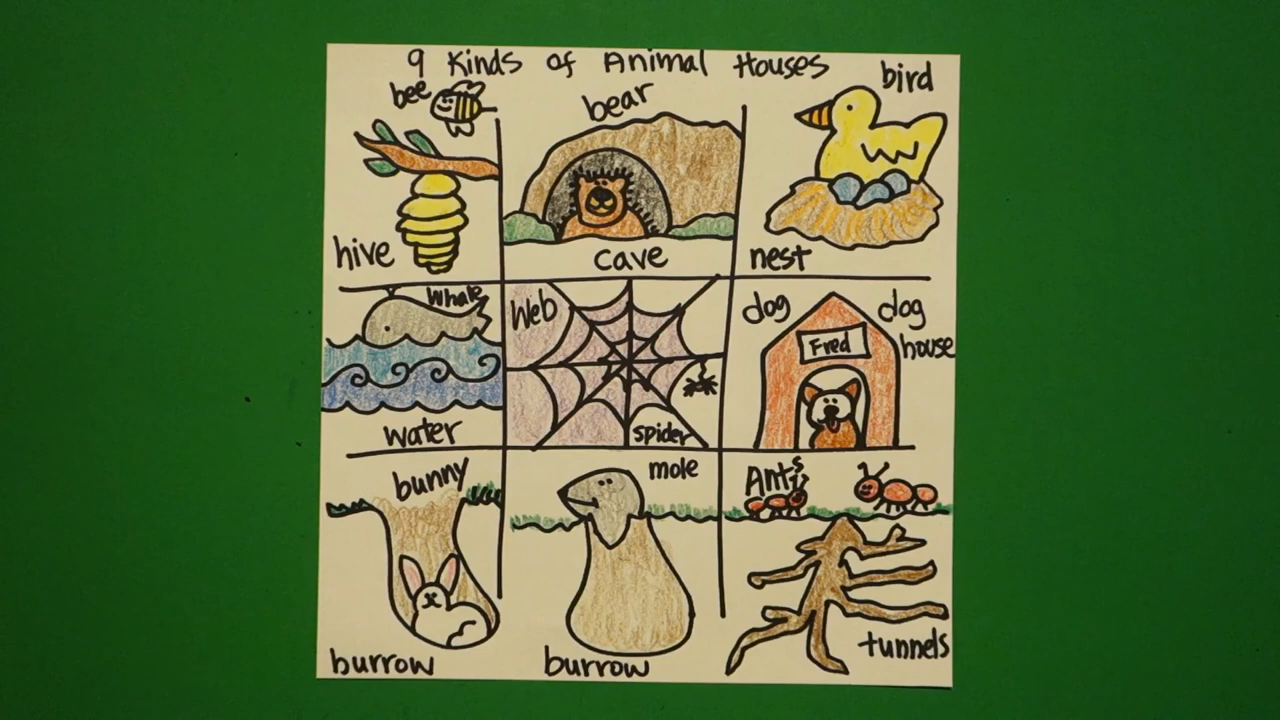 9 Kinds of Animal Houses
bee
hive
bear
cave
bird
nest
Whale
water
Web
spider
dog
dog
house
Fred
bunny
burrow
mole
burrow
Ants
tunnels